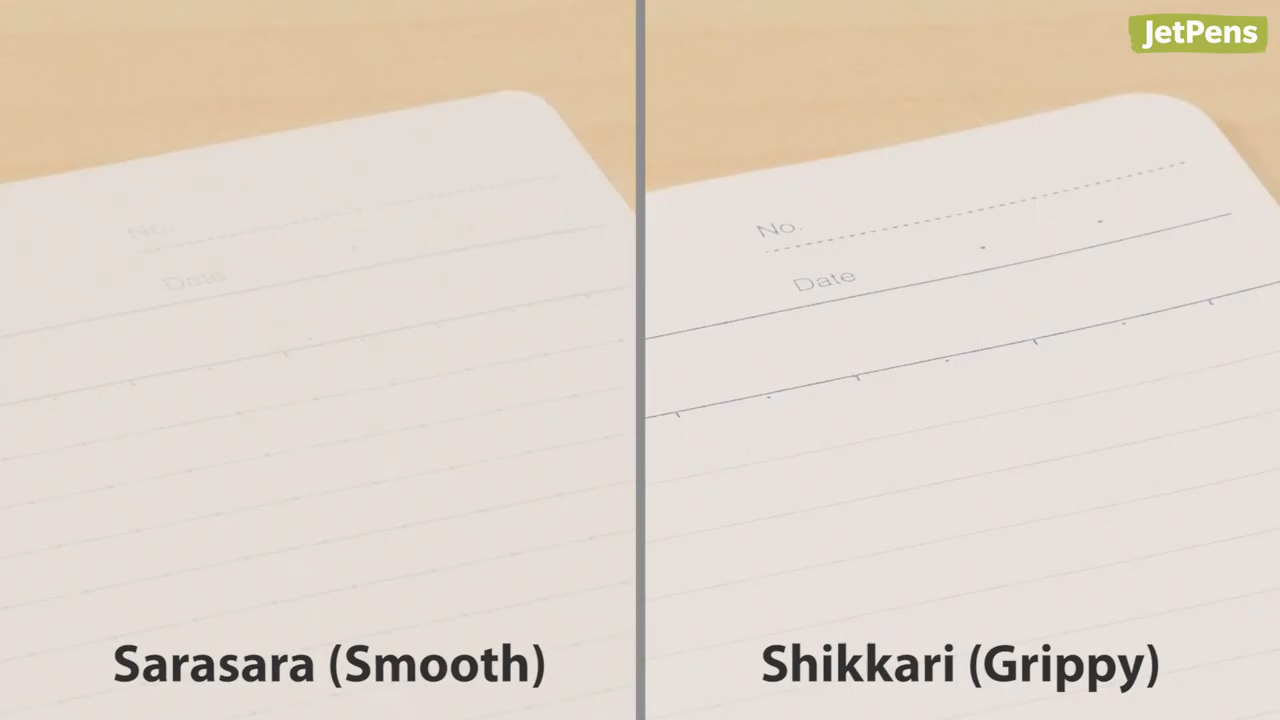 JetPens
No.
Date
No.
Date
Sarasara (Smooth)
Shikkari (Grippy)